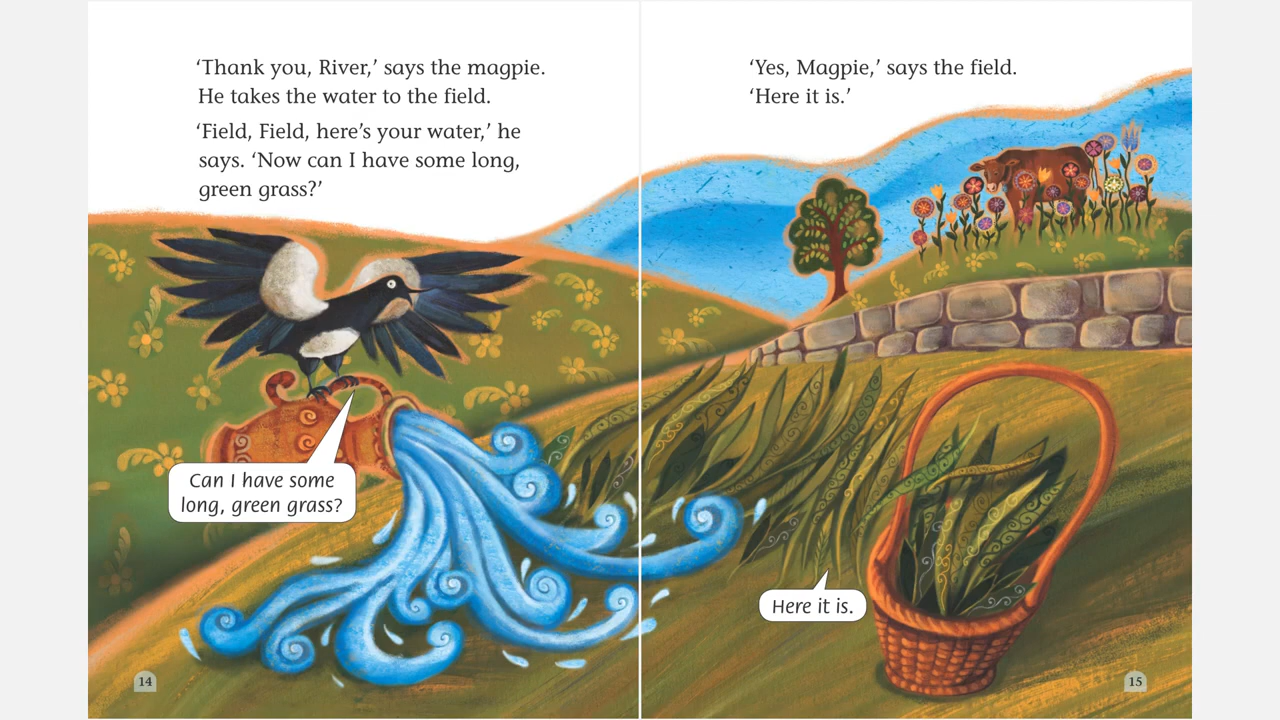 ‘Thank you, River,’ says the magpie.
He takes the water to the field.
‘Field, Field, here’s your water,’ he
says. ‘Now can I have some long,
green grass?’
Can I have some
long, green grass?
14
‘Yes, Magpie,’ says the field.
‘Here it is.’
Here it is.
15